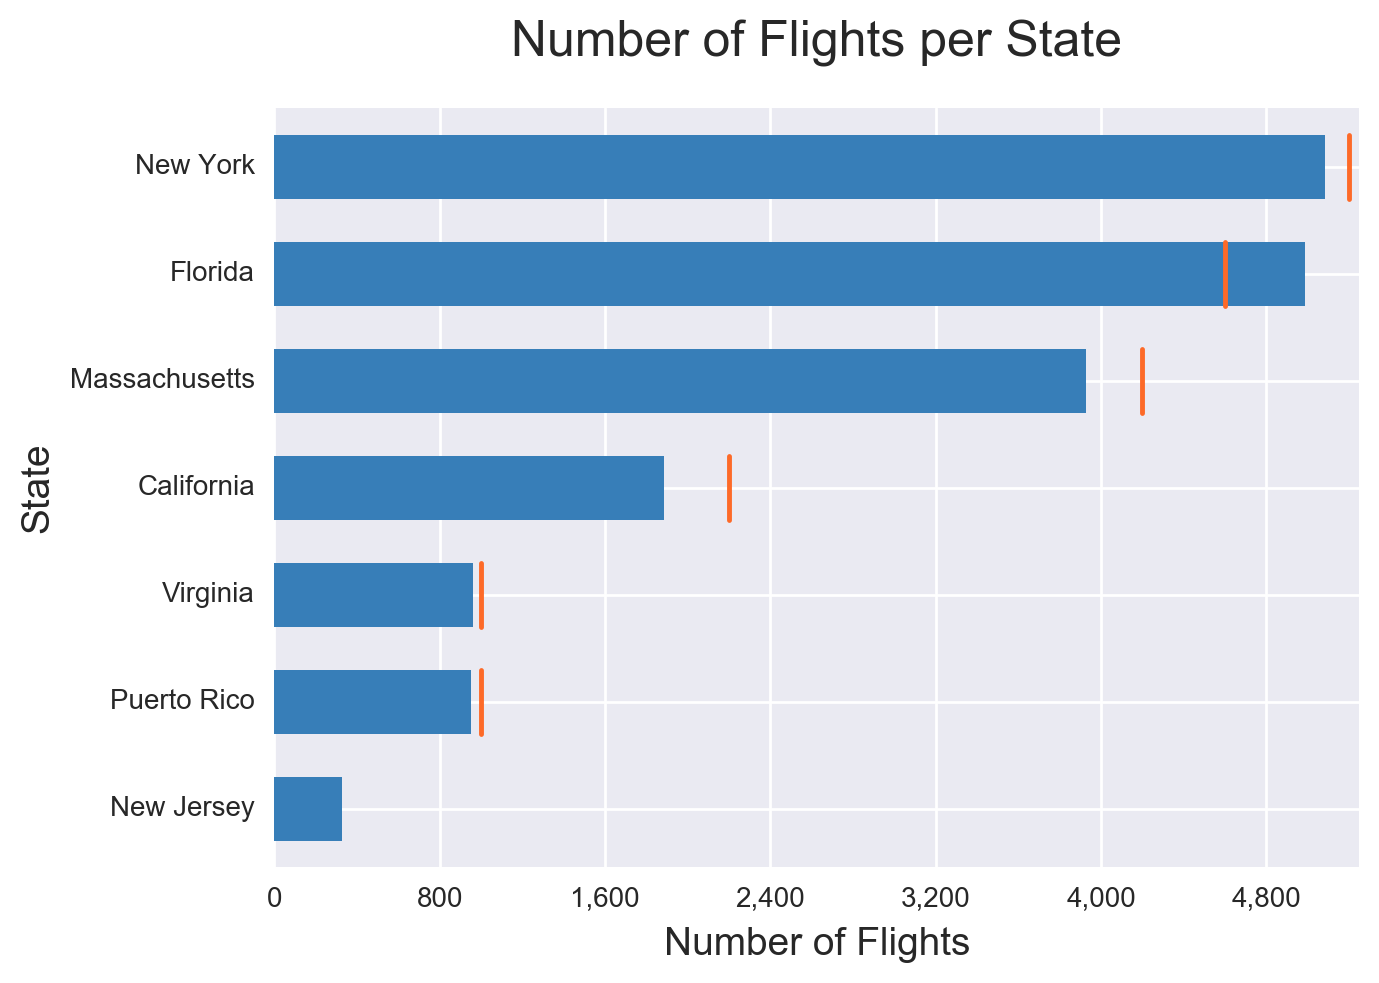 Number of Flights per State
New York
Florida
Massachusetts
California
Virginia
Puerto Rico
New Jersey
State
0 800 1,600 2,400 3,200 4,000 4,800
Number of Flights